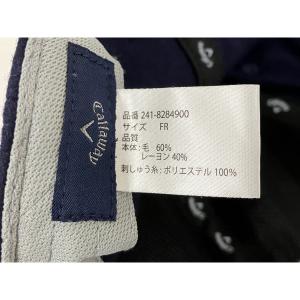 Callaway
品番 241-8284900
サイズ FR
品質
本体:毛 60%
レーヨン 40%
刺しゅう糸:ポリエステル 100%